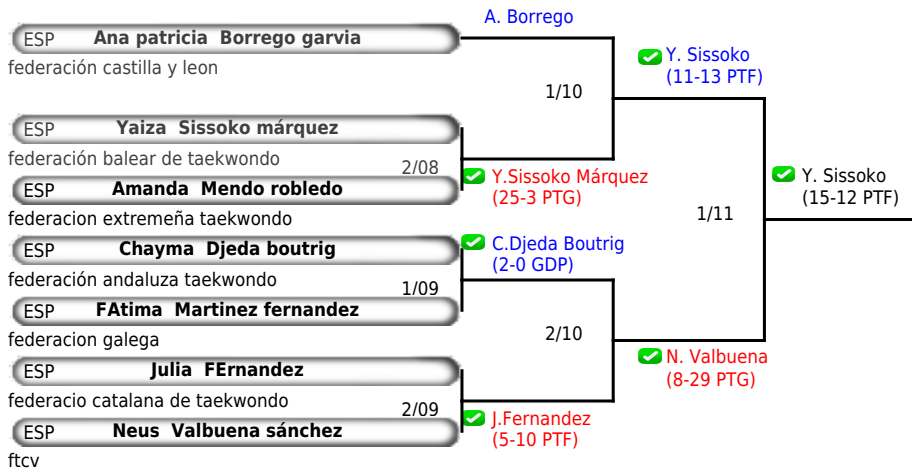 A. Borrego
ESP Ana patricia Borrego garvia
federación castilla y leon
Y. Sissoko
(11-13 PTF)
1/10
ESP Yaiza Sissoko márquez
federación balear de taekwondo
2/08
ESP Amanda Mendo robledo
federacion extremeña taekwondo
Y.Sissoko Márquez
(25-3 PTG)
Y. Sissoko
(15-12 PTF)
1/11
ESP Chayma Djeda boutrig
federación andaluza taekwondo
C.Djeda Boutrig
(2-0 GDP)
1/09
ESP FAtima Martinez fernandez
federacion galega
2/10
N. Valbuena
(8-29 PTG)
ESP Julia FErnandez
federacio catalana de taekwondo
2/09
ESP Neus Valbuena sánchez
ftcv
J.Fernandez
(5-10 PTF)